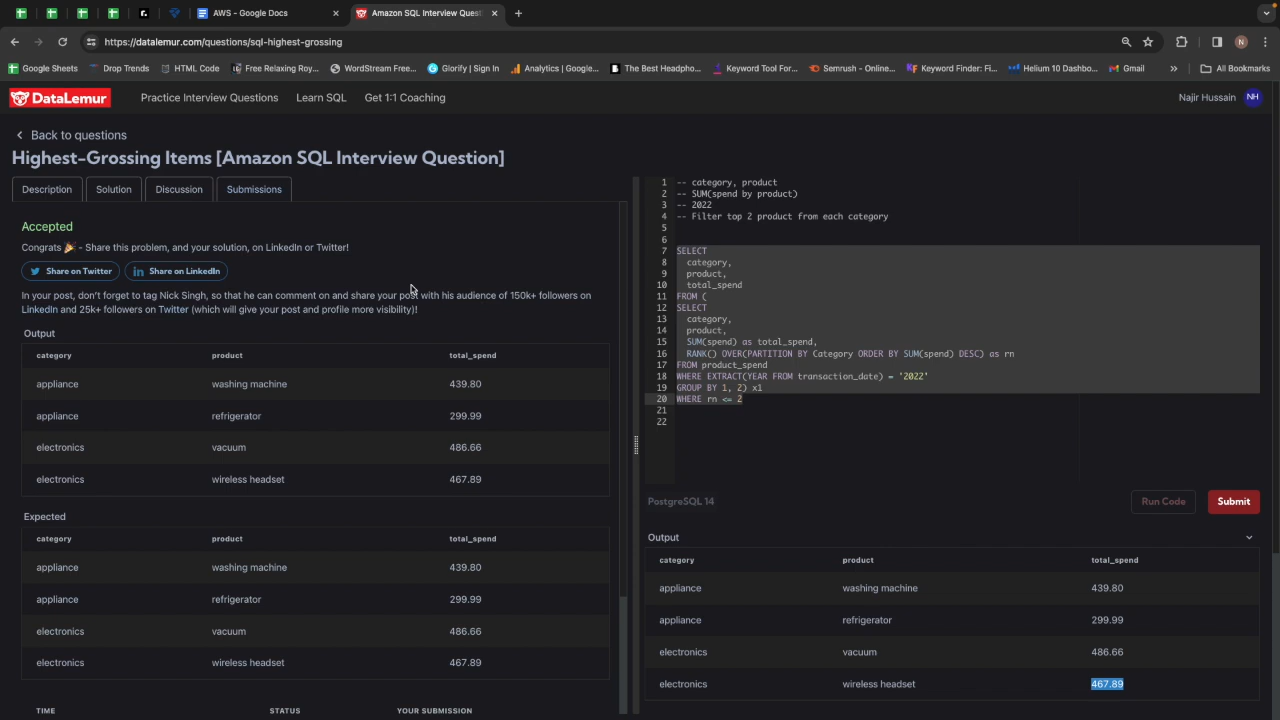 AWS - Google Docs
Amazon SQL Interview Quest
https://datalemur.com/questions/sql-highest-grossing
N
Google Sheets
Drop Trends
HTML Code
Free Relaxing Roy...
WordStream Free...
Glorify | Sign In
Analytics | Google...
The Best Headpho...
Keyword Tool For...
Semrush - Online...
Keyword Finder: Fi...
Helium 10 Dashbo...
Gmail
»
All Bookmarks
DataLemur
Practice Interview Questions
Learn SQL
Get 1:1 Coaching
Najir Hussain
NH
Back to questions
Highest-Grossing Items [Amazon SQL Interview Question]
Description
Solution
Discussion
Submissions
Accepted
Congrats 🎉 - Share this problem, and your solution, on LinkedIn or Twitter!
Share on Twitter
Share on LinkedIn
In your post, don't forget to tag Nick Singh, so that he can comment on and share your post with his audience of 150k+ followers on
LinkedIn and 25k+ followers on Twitter (which will give your post and profile more visibility)!
Output
category product total_spend
appliance washing machine 439.80
appliance refrigerator 299.99
electronics vacuum 486.66
electronics wireless headset 467.89
Expected
category product total_spend
appliance washing machine 439.80
appliance refrigerator 299.99
electronics vacuum 486.66
electronics wireless headset 467.89
TIME STATUS YOUR SUBMISSION
1 -- category, product
2 -- SUM(spend by product)
3 -- 2022
4 -- Filter top 2 product from each category
5
6
7 SELECT
8 category,
9 product,
10 total_spend
11 FROM (
12 SELECT
13 category,
14 product,
15 SUM(spend) as total_spend,
16 RANK() OVER(PARTITION BY Category ORDER BY SUM(spend) DESC) as rn
17 FROM product_spend
18 WHERE EXTRACT(YEAR FROM transaction_date) = '2022'
19 GROUP BY 1, 2) x1
20 WHERE rn <= 2
21
22
PostgreSQL 14
Run Code
Submit
Output
category product total_spend
appliance washing machine 439.80
appliance refrigerator 299.99
electronics vacuum 486.66
electronics wireless headset 467.89